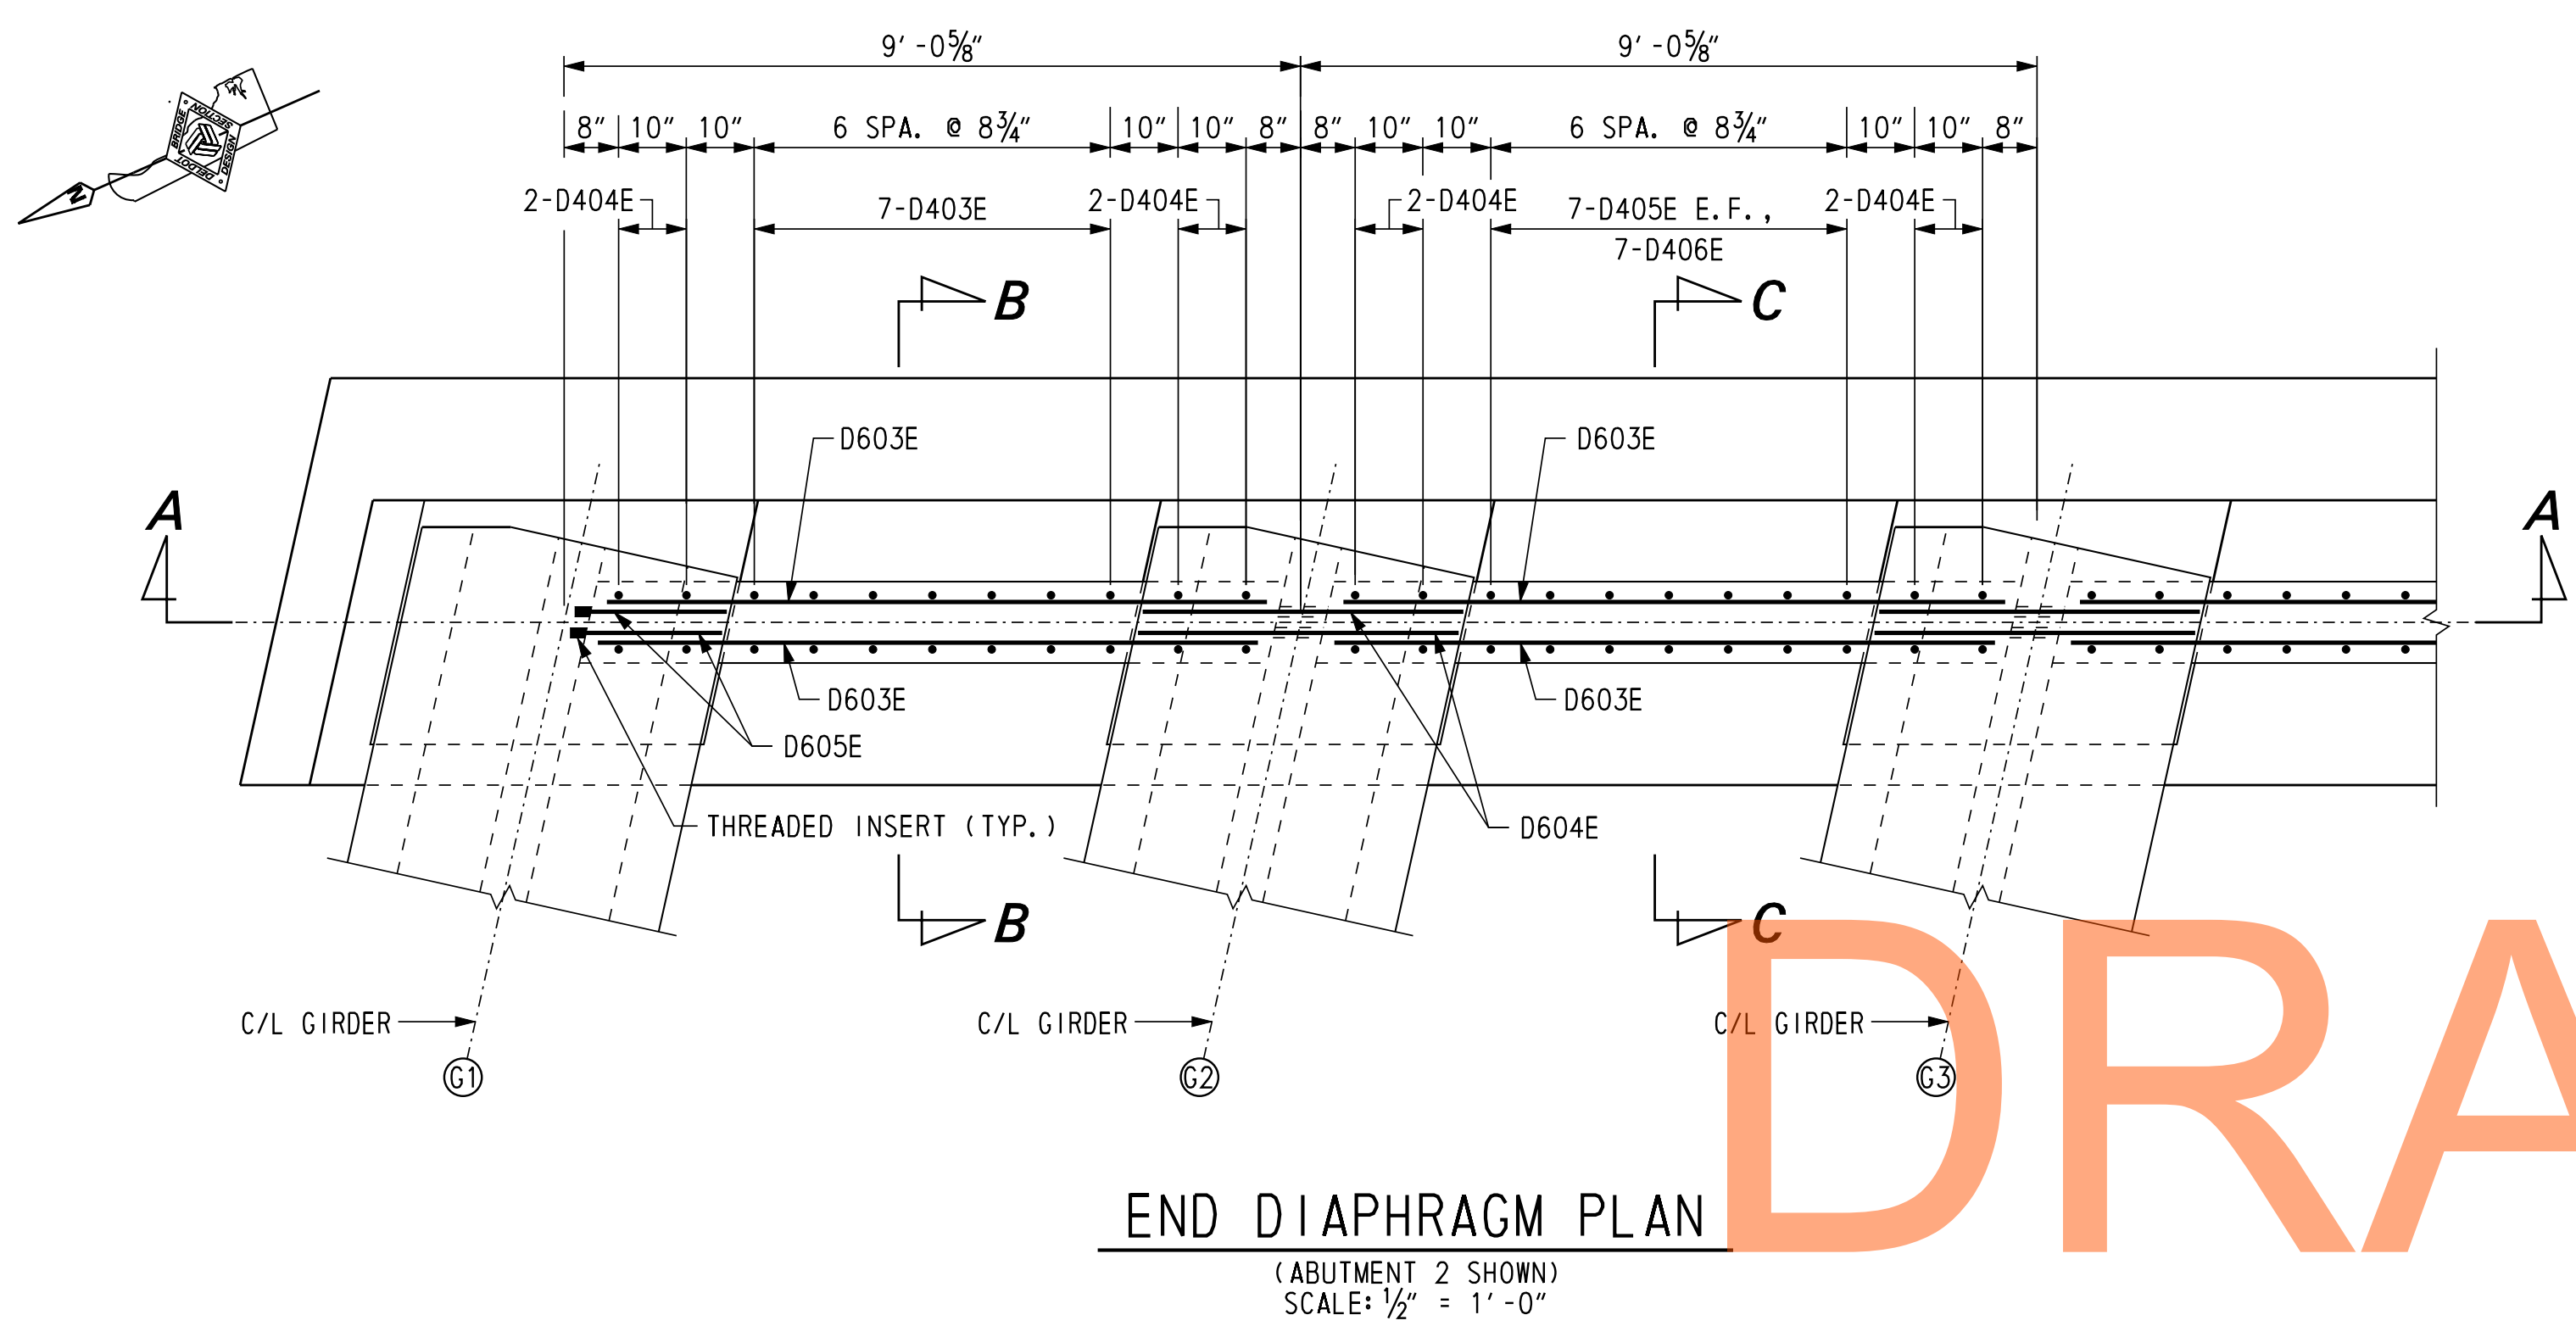 9'-0⅝" 9'-0⅝"
8" 10" 10" 6 SPA. @ 8¾" 10" 10" 8" 8" 10" 10" 6 SPA. @ 8¾" 10" 10" 8"
BRIDGE
SECTION
DESIGN
DELDOT
N
2-D404E 7-D403E 2-D404E 2-D404E 7-D405E E.F., 2-D404E
7-D406E
B C
D603E D603E
A A
D603E D603E
D605E
THREADED INSERT (TYP.) D604E
B C
C/L GIRDER C/L GIRDER C/L GIRDER
G1 G2 G3
DRA
END DIAPHRAGM PLAN
(ABUTMENT 2 SHOWN)
SCALE: ½" = 1'-0"